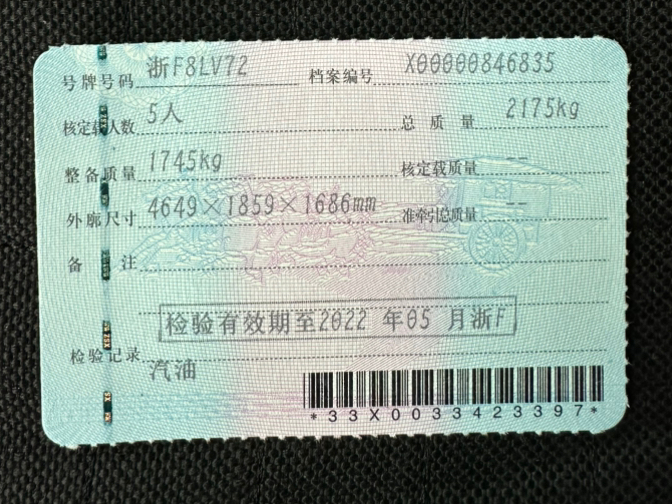 号牌号码 浙F8LV72 档案编号 X00000846835
核定载人数 5人 总质量 2175kg
整备质量 1745kg 核定载质量 --
外廓尺寸 4649×1859×1686mm 准牵引总质量 --
备注
检验有效期至2022 年05 月浙F
检验记录
汽油
*33X0033423397*